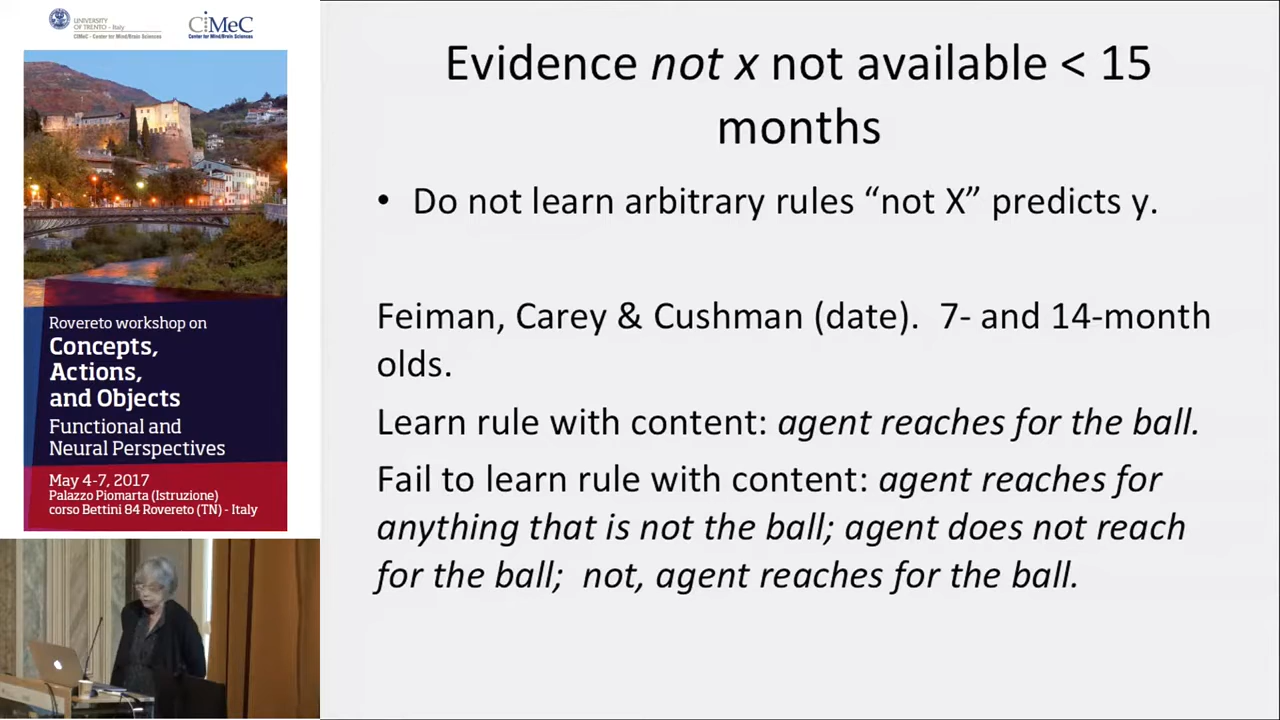 UNIVERSITY
OF TRENTO - Italy
CIMeC - Center for Mind/Brain Sciences
CiMeC
Center for Mind/Brain Sciences
Rovereto workshop on
Concepts,
Actions,
and Objects
Functional and
Neural Perspectives
May 4-7, 2017
Palazzo Piomarta (Istruzione)
corso Bettini 84 Rovereto (TN) - Italy
Evidence not x not available < 15
months
• Do not learn arbitrary rules “not X” predicts y.
Feiman, Carey & Cushman (date). 7- and 14-month
olds.
Learn rule with content: agent reaches for the ball.
Fail to learn rule with content: agent reaches for
anything that is not the ball; agent does not reach
for the ball; not, agent reaches for the ball.